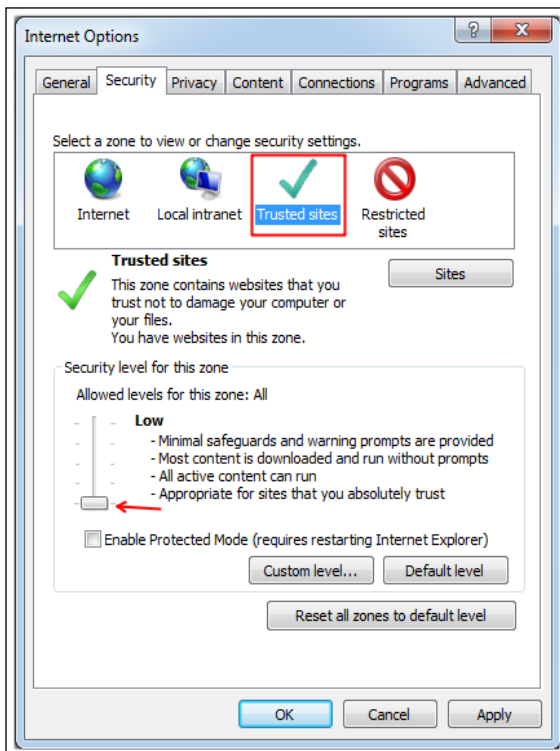 Internet Options
General Security Privacy Content Connections Programs Advanced
Select a zone to view or change security settings.
Internet Local intranet Trusted sites Restricted
sites
Trusted sites
This zone contains websites that you
trust not to damage your computer or
your files.
You have websites in this zone.
Sites
Security level for this zone
Allowed levels for this zone: All
Low
- Minimal safeguards and warning prompts are provided
- Most content is downloaded and run without prompts
- All active content can run
- Appropriate for sites that you absolutely trust
Enable Protected Mode (requires restarting Internet Explorer)
Custom level... Default level
Reset all zones to default level
OK Cancel Apply